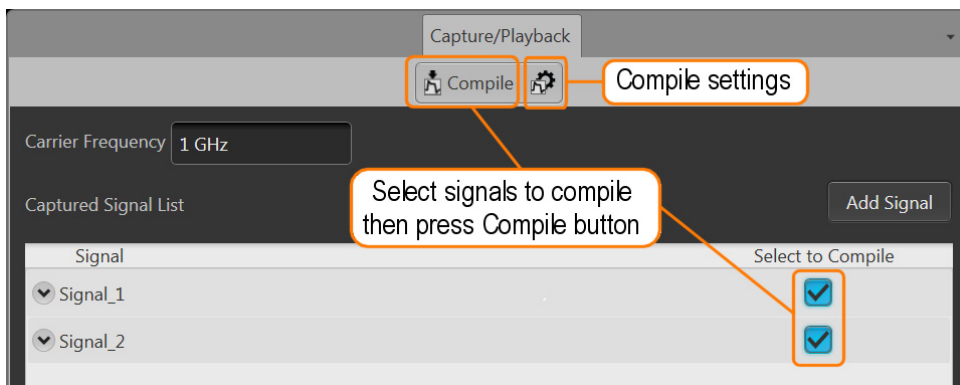 Capture/Playback
Compile
Compile settings
Carrier Frequency 1 GHz
Select signals to compile
then press Compile button
Captured Signal List
Add Signal
Signal Select to Compile
Signal_1
Signal_2